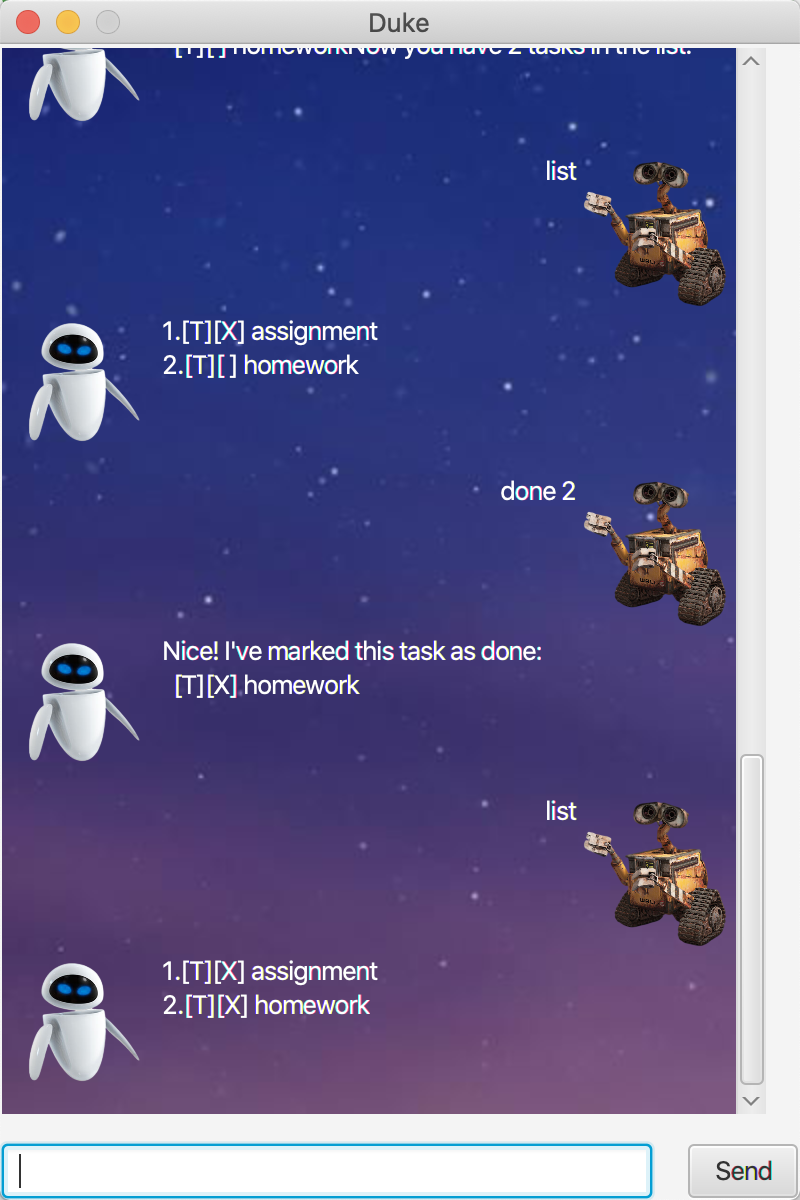 Duke
[T][ ] homeworkNow you have 2 tasks in the list.
list
1.[T][X] assignment
2.[T][ ] homework
done 2
Nice! I've marked this task as done:
[T][X] homework
list
1.[T][X] assignment
2.[T][X] homework
Send